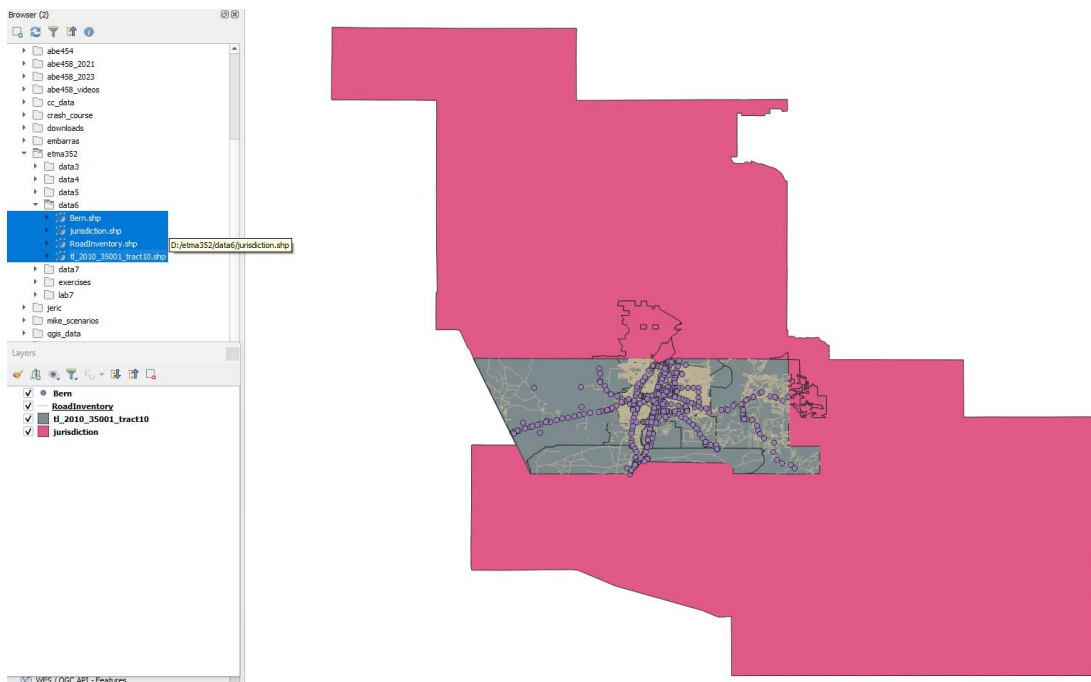 Browser (2)
abe454
abe458_2021
abe458_2023
abe458_videos
cc_data
crash_course
downloads
embarras
etma352
data3
data4
data5
data6
Bern.shp
jurisdiction.shp
RoadInventory.shp
D:/etma352/data6/jurisdiction.shp
tl_2010_35001_tract10.shp
data7
exercises
lab7
jeric
mike_scenarios
qgis_data
Layers
Bern
RoadInventory
tl_2010_35001_tract10
jurisdiction
WFS / OGC API - Features